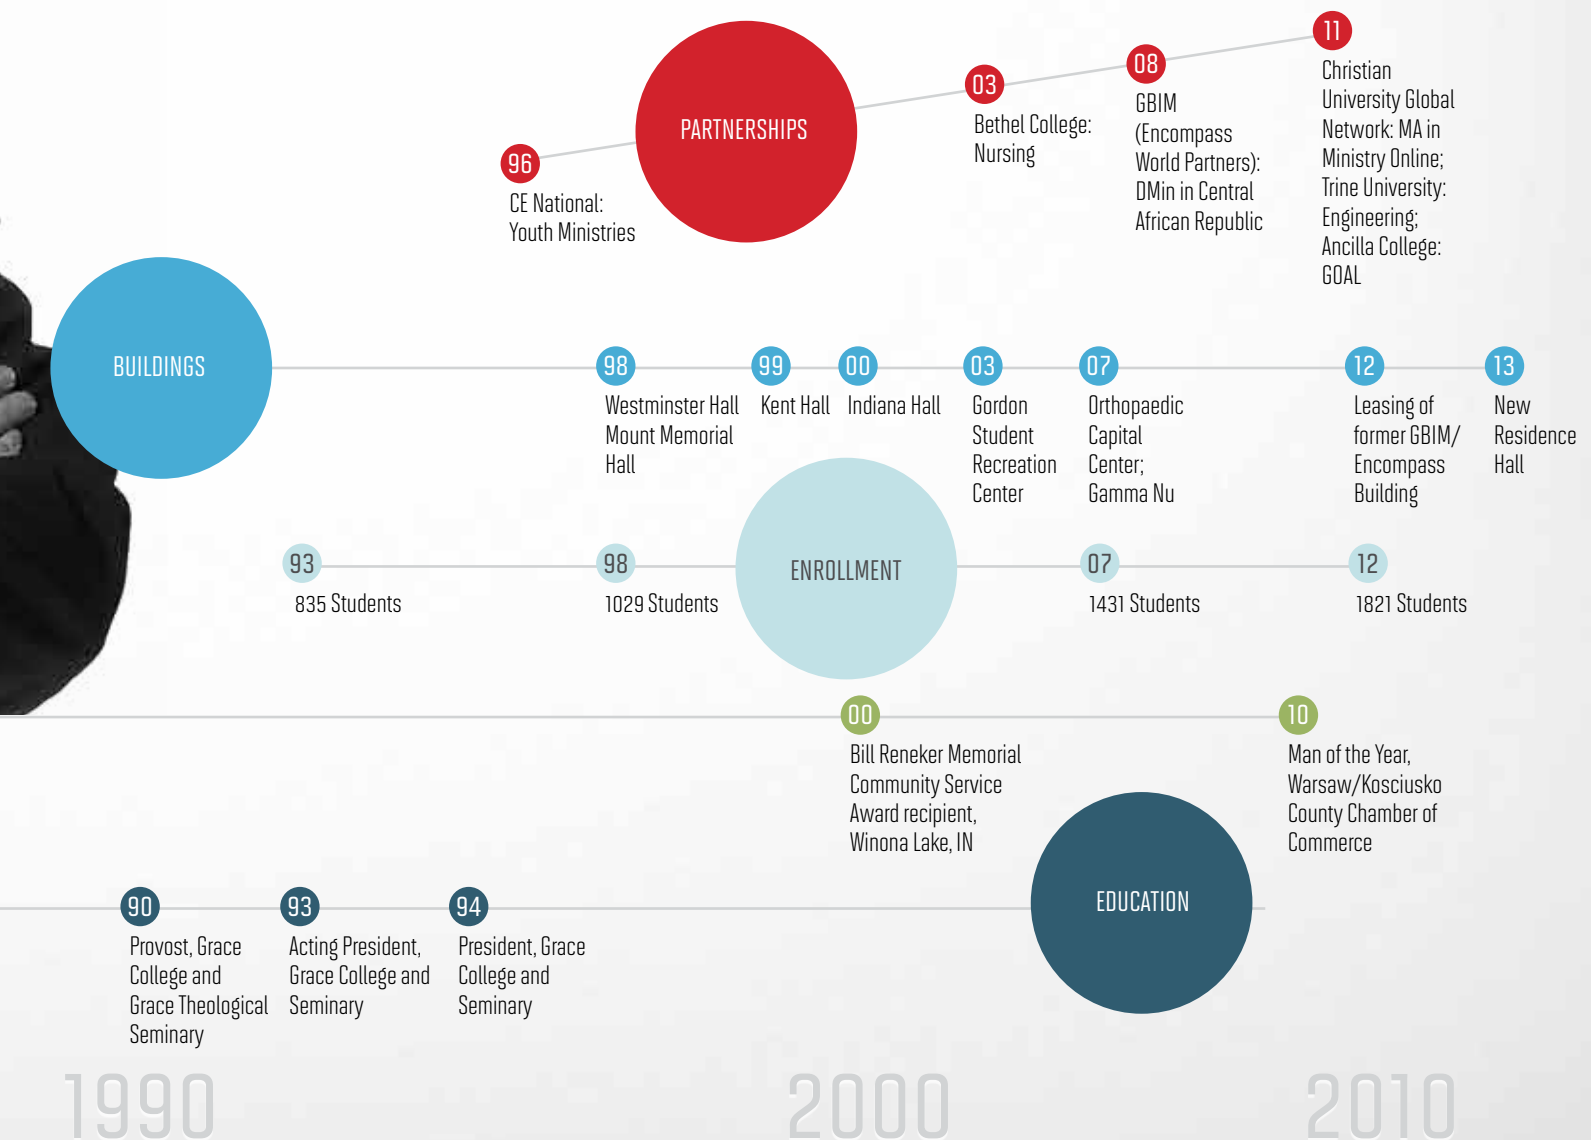 PARTNERSHIPS
96
CE National:
Youth Ministries
03
Bethel College:
Nursing
08
GBIM
(Encompass
World Partners):
DMin in Central
African Republic
11
Christian
University Global
Network: MA in
Ministry Online;
Trine University:
Engineering;
Ancilla College:
GOAL
BUILDINGS
98
Westminster Hall
Mount Memorial
Hall
99
Kent Hall
00
Indiana Hall
03
Gordon
Student
Recreation
Center
07
Orthopaedic
Capital
Center;
Gamma Nu
12
Leasing of
former GBIM/
Encompass
Building
13
New
Residence
Hall
ENROLLMENT
93
835 Students
98
1029 Students
07
1431 Students
12
1821 Students
00
Bill Reneker Memorial
Community Service
Award recipient,
Winona Lake, IN
10
Man of the Year,
Warsaw/Kosciusko
County Chamber of
Commerce
EDUCATION
90
Provost, Grace
College and
Grace Theological
Seminary
93
Acting President,
Grace College and
Seminary
94
President, Grace
College and
Seminary
1990
2000
2010